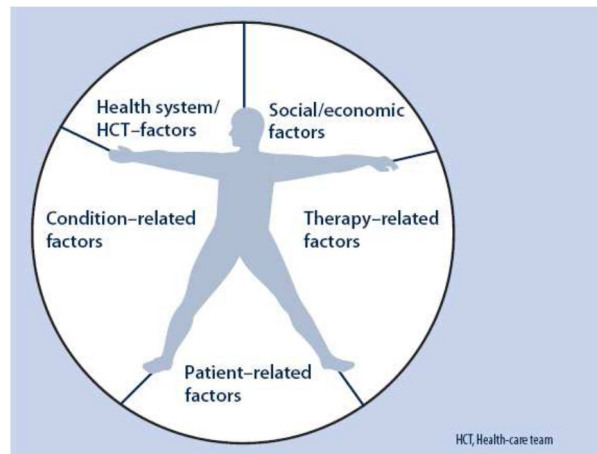 Health system/
HCT–factors
Social/economic
factors
Condition–related
factors
Therapy–related
factors
Patient–related
factors
HCT, Health-care team